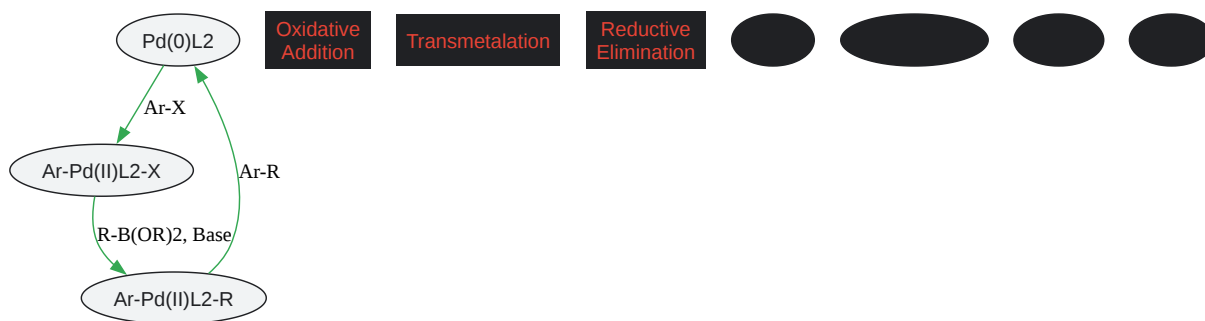 Pd(0)L2
Oxidative
Addition
Transmetalation
Reductive
Elimination
Ar-X
Ar-Pd(II)L2-X
Ar-R
R-B(OR)2, Base
Ar-Pd(II)L2-R